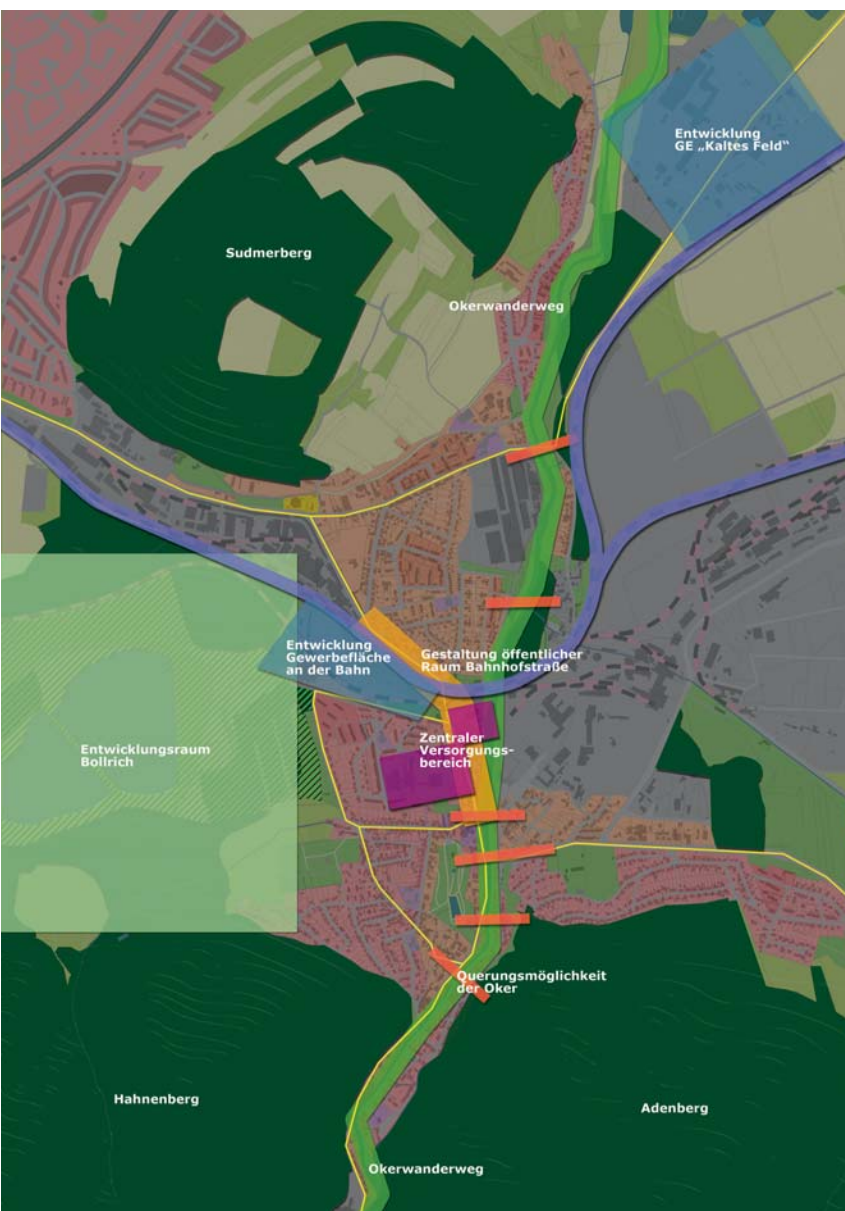 Entwicklung
GE „Kaltes Feld“
Sudmerberg
Okerwanderweg
Entwicklung
Gewerbefläche
an der Bahn
Gestaltung öffentlicher
Raum Bahnhofstraße
Zentraler
Versorgungs-
bereich
Entwicklungsraum
Bollrich
Querungsmöglichkeit
der Oker
Hahnenberg
Adenberg
Okerwanderweg